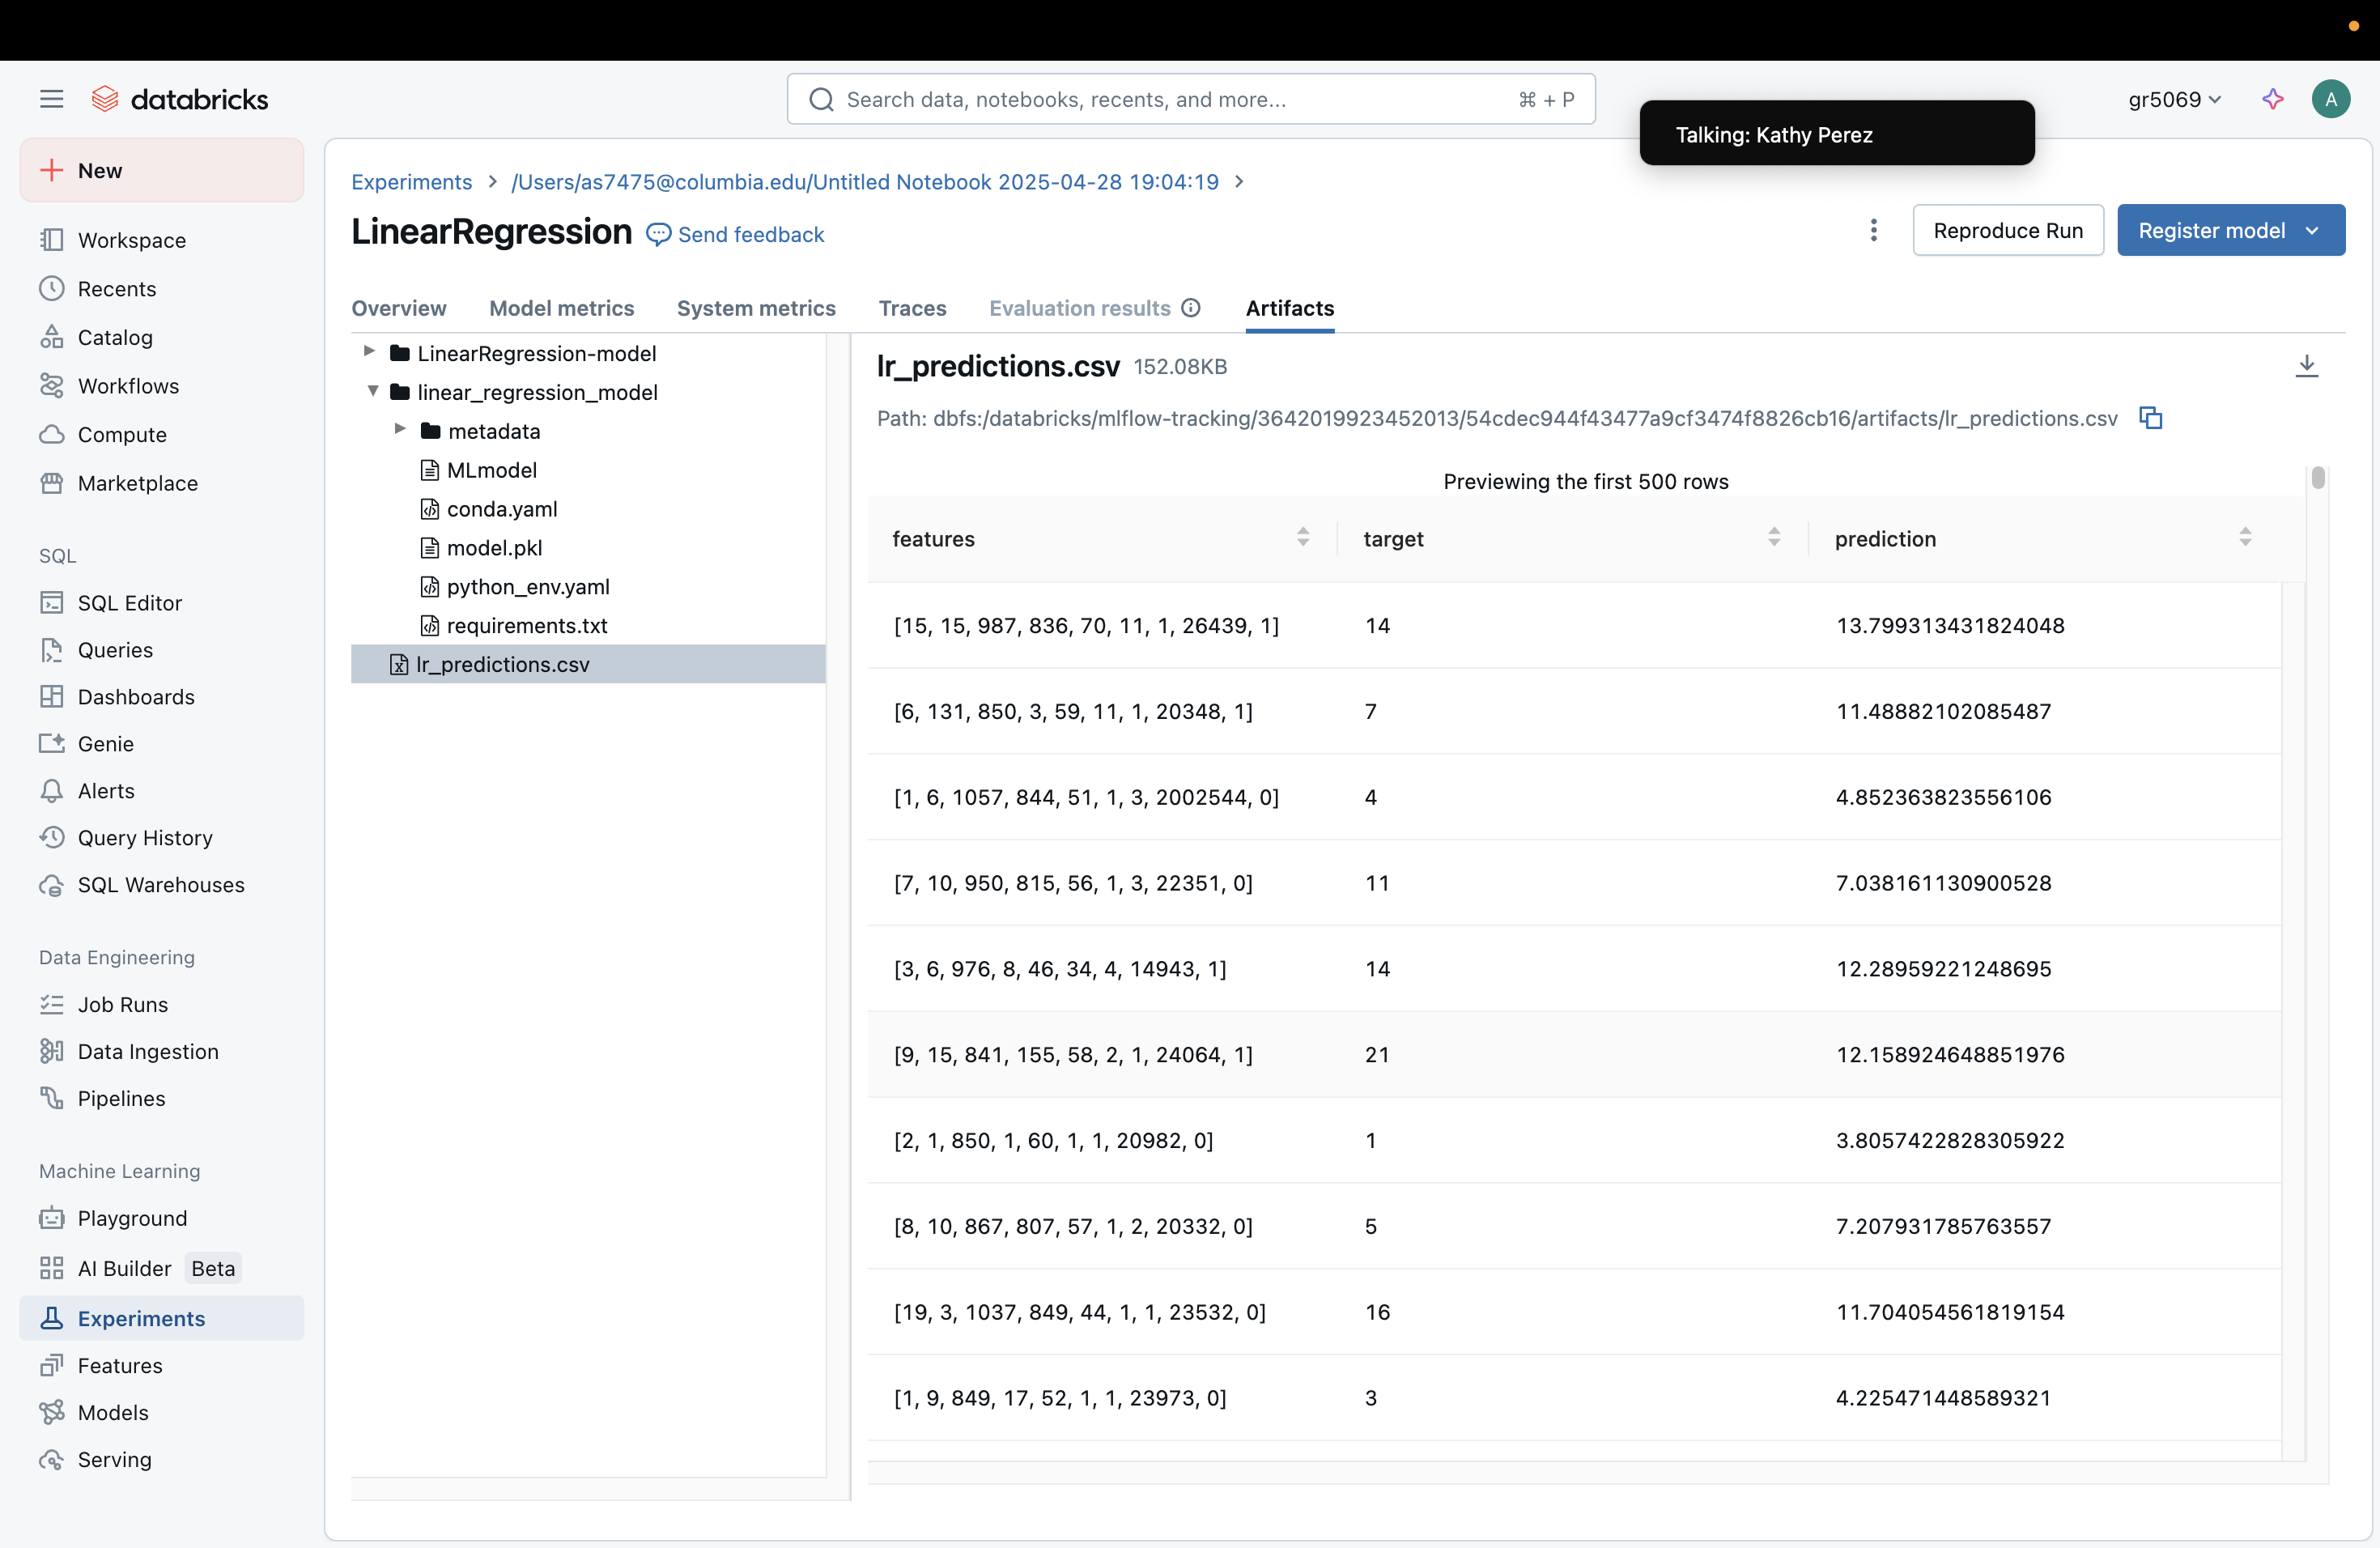 databricks
Search data, notebooks, recents, and more...
⌘ + P
gr5069
A
Talking: Kathy Perez
New
Workspace
Recents
Catalog
Workflows
Compute
Marketplace
SQL
SQL Editor
Queries
Dashboards
Genie
Alerts
Query History
SQL Warehouses
Data Engineering
Job Runs
Data Ingestion
Pipelines
Machine Learning
Playground
AI Builder Beta
Experiments
Features
Models
Serving
Experiments > /Users/as7475@columbia.edu/Untitled Notebook 2025-04-28 19:04:19 >
LinearRegression Send feedback
Reproduce Run
Register model
Overview Model metrics System metrics Traces Evaluation results Artifacts
LinearRegression-model
linear_regression_model
metadata
MLmodel
conda.yaml
model.pkl
python_env.yaml
requirements.txt
lr_predictions.csv
lr_predictions.csv 152.08KB
Path: dbfs:/databricks/mlflow-tracking/3642019923452013/54cdec944f43477a9cf3474f8826cb16/artifacts/lr_predictions.csv
Previewing the first 500 rows
features target prediction
[15, 15, 987, 836, 70, 11, 1, 26439, 1] 14 13.799313431824048
[6, 131, 850, 3, 59, 11, 1, 20348, 1] 7 11.48882102085487
[1, 6, 1057, 844, 51, 1, 3, 2002544, 0] 4 4.852363823556106
[7, 10, 950, 815, 56, 1, 3, 22351, 0] 11 7.038161130900528
[3, 6, 976, 8, 46, 34, 4, 14943, 1] 14 12.28959221248695
[9, 15, 841, 155, 58, 2, 1, 24064, 1] 21 12.158924648851976
[2, 1, 850, 1, 60, 1, 1, 20982, 0] 1 3.8057422828305922
[8, 10, 867, 807, 57, 1, 2, 20332, 0] 5 7.207931785763557
[19, 3, 1037, 849, 44, 1, 1, 23532, 0] 16 11.704054561819154
[1, 9, 849, 17, 52, 1, 1, 23973, 0] 3 4.225471448589321